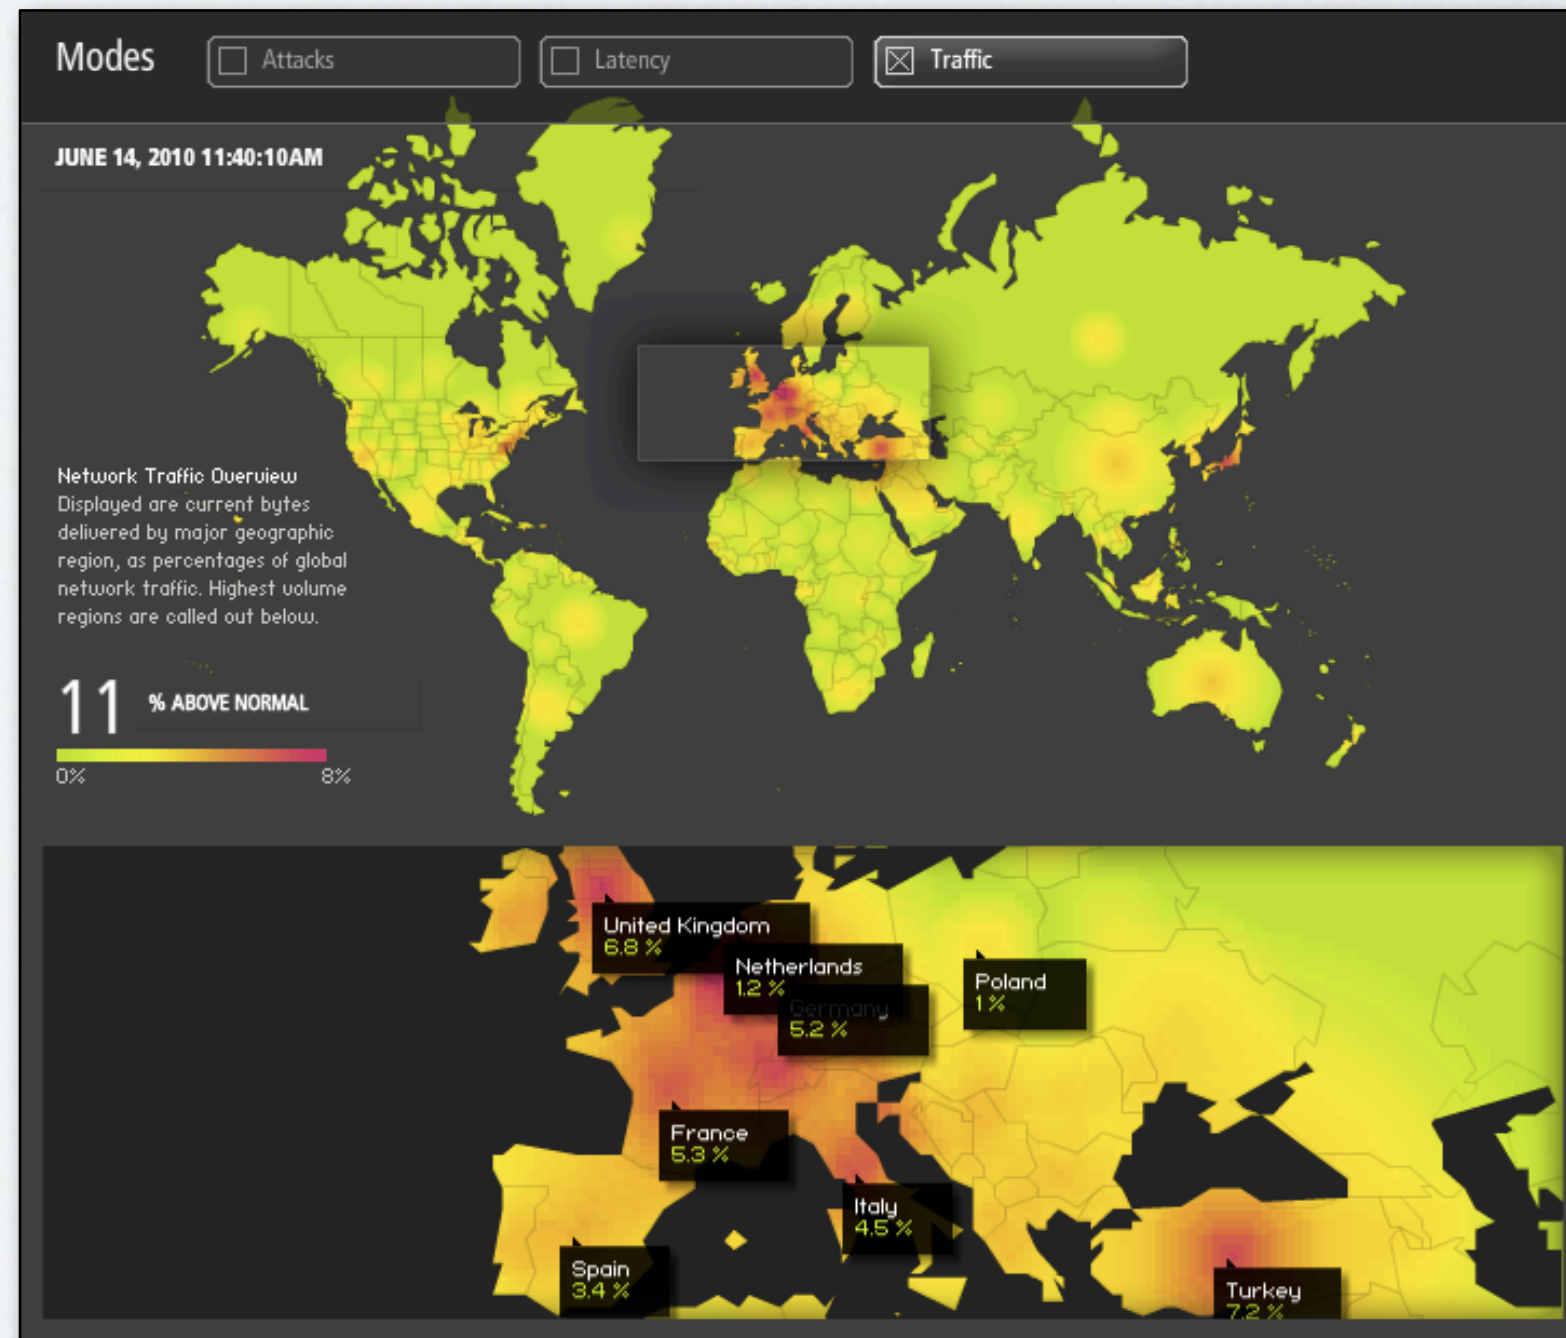 Modes
Attacks
Latency
Traffic
JUNE 14, 2010 11:40:10AM
Network Traffic Overview
Displayed are current bytes
delivered by major geographic
region, as percentages of global
network traffic. Highest volume
regions are called out below.
11 % ABOVE NORMAL
0% 8%
United Kingdom
6.8 %
Netherlands
1.2 %
Germany
5.2 %
Poland
1 %
France
5.3 %
Italy
4.5 %
Spain
3.4 %
Turkey
7.2 %